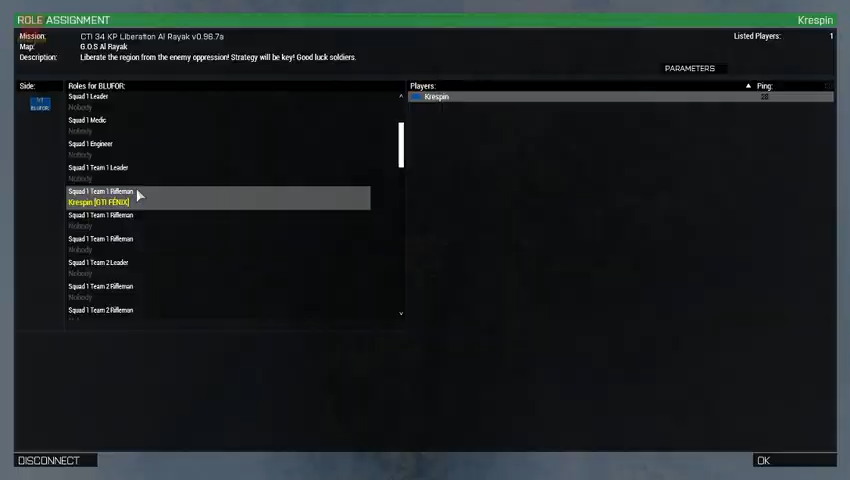 ROLE ASSIGNMENT
Krespin
Mission: CTI 34 KP Liberation Al Rayak v0.96.7a
Listed Players: 1
Map: G.O.S Al Rayak
Description: Liberate the region from the enemy oppression! Strategy will be key! Good luck soldiers.
PARAMETERS
Side: Roles for BLUFOR: Players: Ping:
Squad 1 Leader
Krespin 28
Nobody
BLUFOR
Squad 1 Medic
Nobody
Squad 1 Engineer
Nobody
Squad 1 Team 1 Leader
Nobody
Squad 1 Team 1 Rifleman
Krespin [GTI FÉNIX]
Squad 1 Team 1 Rifleman
Nobody
Squad 1 Team 1 Rifleman
Nobody
Squad 1 Team 2 Leader
Nobody
Squad 1 Team 2 Rifleman
Nobody
Squad 1 Team 2 Rifleman
DISCONNECT
OK